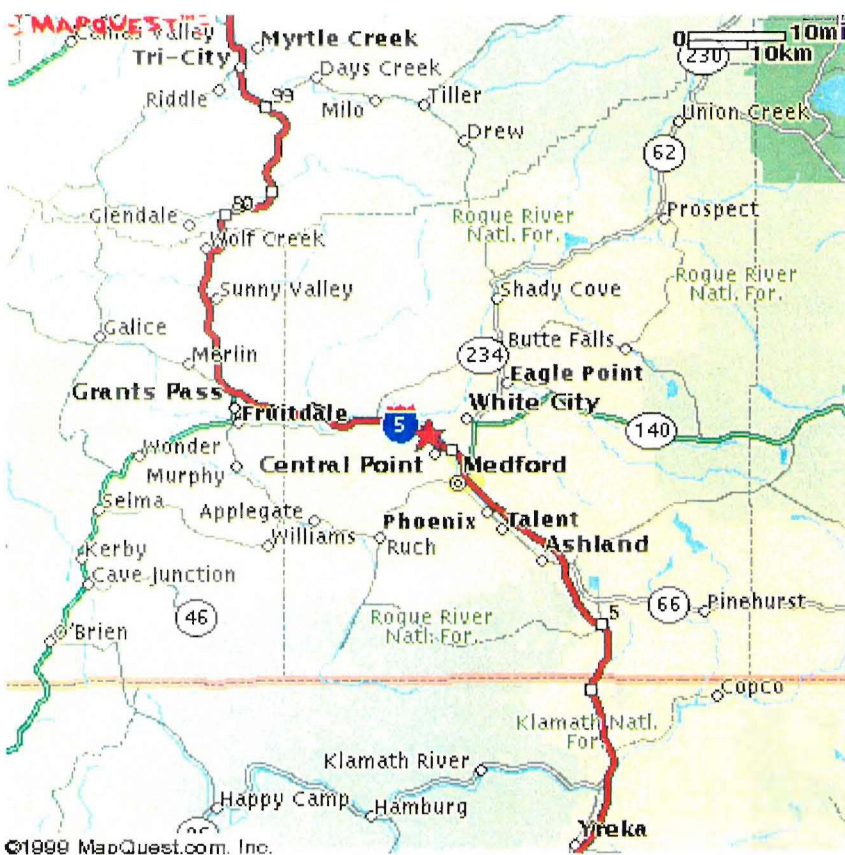 MAPQUEST
Camas Valley
Myrtle Creek
Tri-City
0 10mi
10km
230
Days Creek
Riddle
99
Milo
Tiller
Union Creek
Drew
62
80
Glendale
Rogue River
Natl. For.
Prospect
Wolf Creek
Rogue River
Natl. For.
Sunny Valley
Shady Cove
Galice
Merlin
234
Butte Falls
Grants Pass
Eagle Point
Fruitdale
5
White City
140
Wonder
Central Point
Medford
Murphy
Selma
Applegate
Phoenix
Talent
Williams
Ruch
Ashland
Kerby
Cave Junction
46
Rogue River
Natl. For.
5
66
Pinehurst
O'Brien
Copco
Klamath Natl.
For.
Klamath River
Happy Camp
Hamburg
Yreka
©1999 MapQuest.com, Inc.